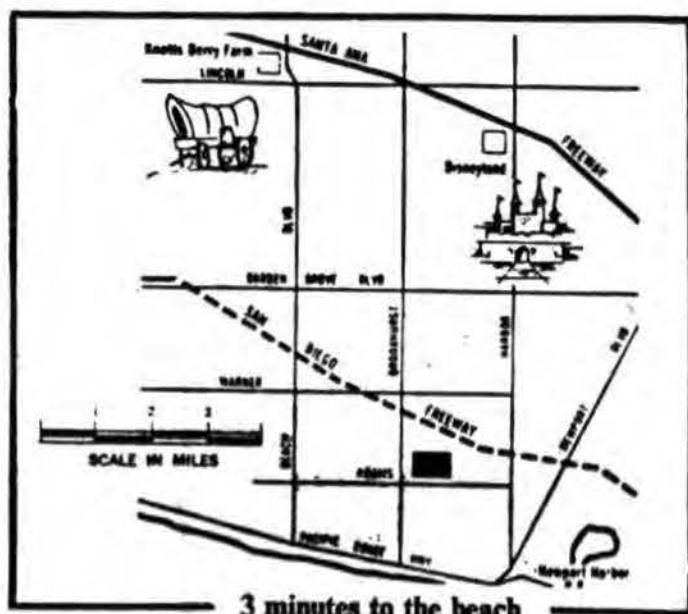 Knotts Berry Farm
SANTA ANA
LINCOLN
FREEWAY
Disneyland
BLVD
GARDEN GROVE BLVD
SAN
DIEGO
BROOKHURST
HARBOR
BLVD
WARNER
FREEWAY
NEWPORT
1 2 3
SCALE IN MILES
BEACH
ADAMS
PACIFIC COAST HWY
Newport Harbor
3 minutes to the beach